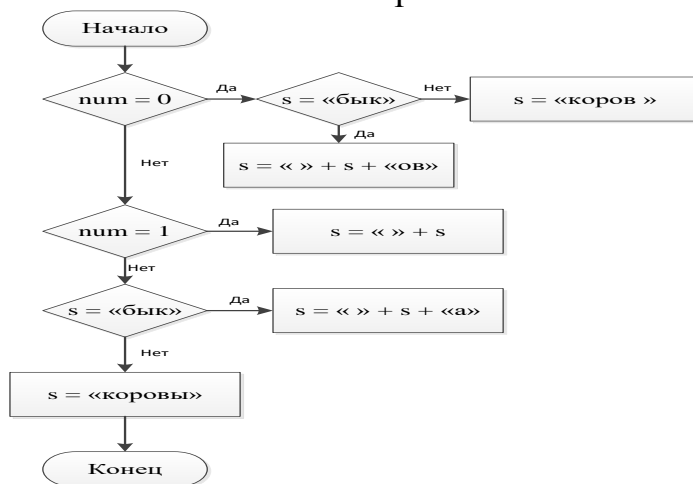 Начало
num = 0
Да
s = «бык»
Нет
s = «коров »
Да
s = « » + s + «ов»
Нет
num = 1
Да
s = « » + s
Нет
s = «бык»
Да
s = « » + s + «а»
Нет
s = «коровы»
Конец